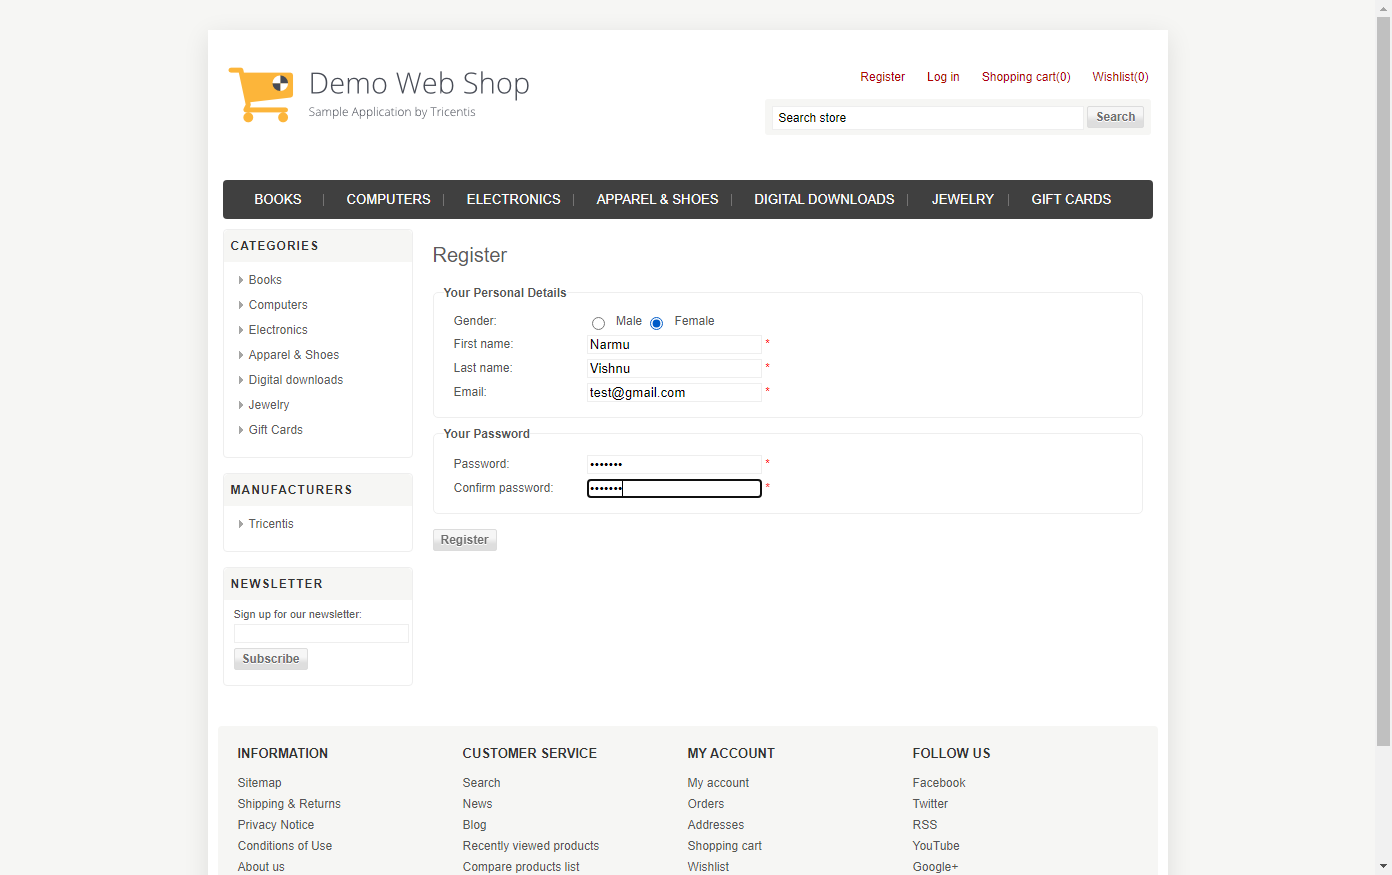 Demo Web Shop
Sample Application by Tricentis
Register Log in Shopping cart(0) Wishlist(0)
Search store Search
BOOKS COMPUTERS ELECTRONICS APPAREL & SHOES DIGITAL DOWNLOADS JEWELRY GIFT CARDS
CATEGORIES
Books
Computers
Electronics
Apparel & Shoes
Digital downloads
Jewelry
Gift Cards
MANUFACTURERS
Tricentis
NEWSLETTER
Sign up for our newsletter:
Subscribe
Register
Your Personal Details
Gender: Male Female
First name: Narmu *
Last name: Vishnu *
Email: test@gmail.com *
Your Password
Password: ••••••• *
Confirm password: ••••••• *
Register
INFORMATION
Sitemap
Shipping & Returns
Privacy Notice
Conditions of Use
About us
CUSTOMER SERVICE
Search
News
Blog
Recently viewed products
Compare products list
MY ACCOUNT
My account
Orders
Addresses
Shopping cart
Wishlist
FOLLOW US
Facebook
Twitter
RSS
YouTube
Google+